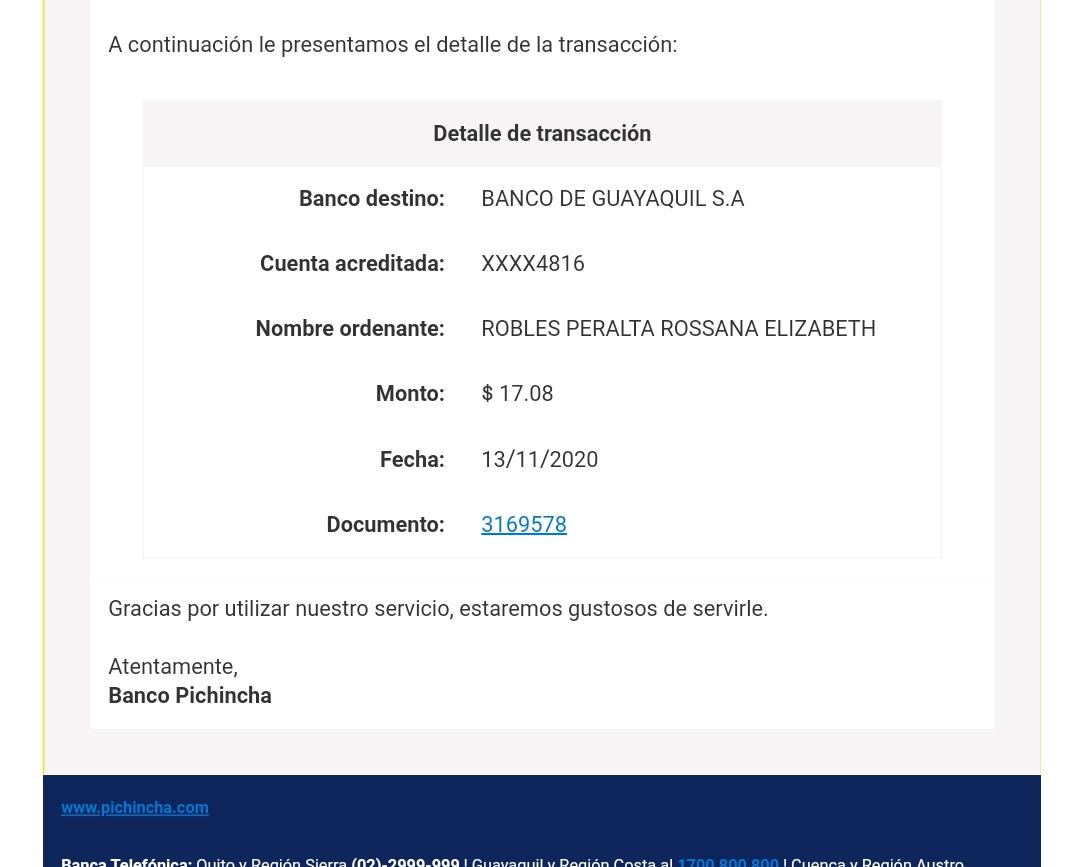 A continuación le presentamos el detalle de la transacción:
Detalle de transacción
Banco destino: BANCO DE GUAYAQUIL S.A
Cuenta acreditada: XXXX4816
Nombre ordenante: ROBLES PERALTA ROSSANA ELIZABETH
Monto: $ 17.08
Fecha: 13/11/2020
Documento: 3169578
Gracias por utilizar nuestro servicio, estaremos gustosos de servirle.
Atentamente,
Banco Pichincha
www.pichincha.com
Banca Telefónica: Quito y Región Sierra (02)-2999-999 | Guayaquil y Región Costa al 1700 800 800 | Cuenca y Región Austro